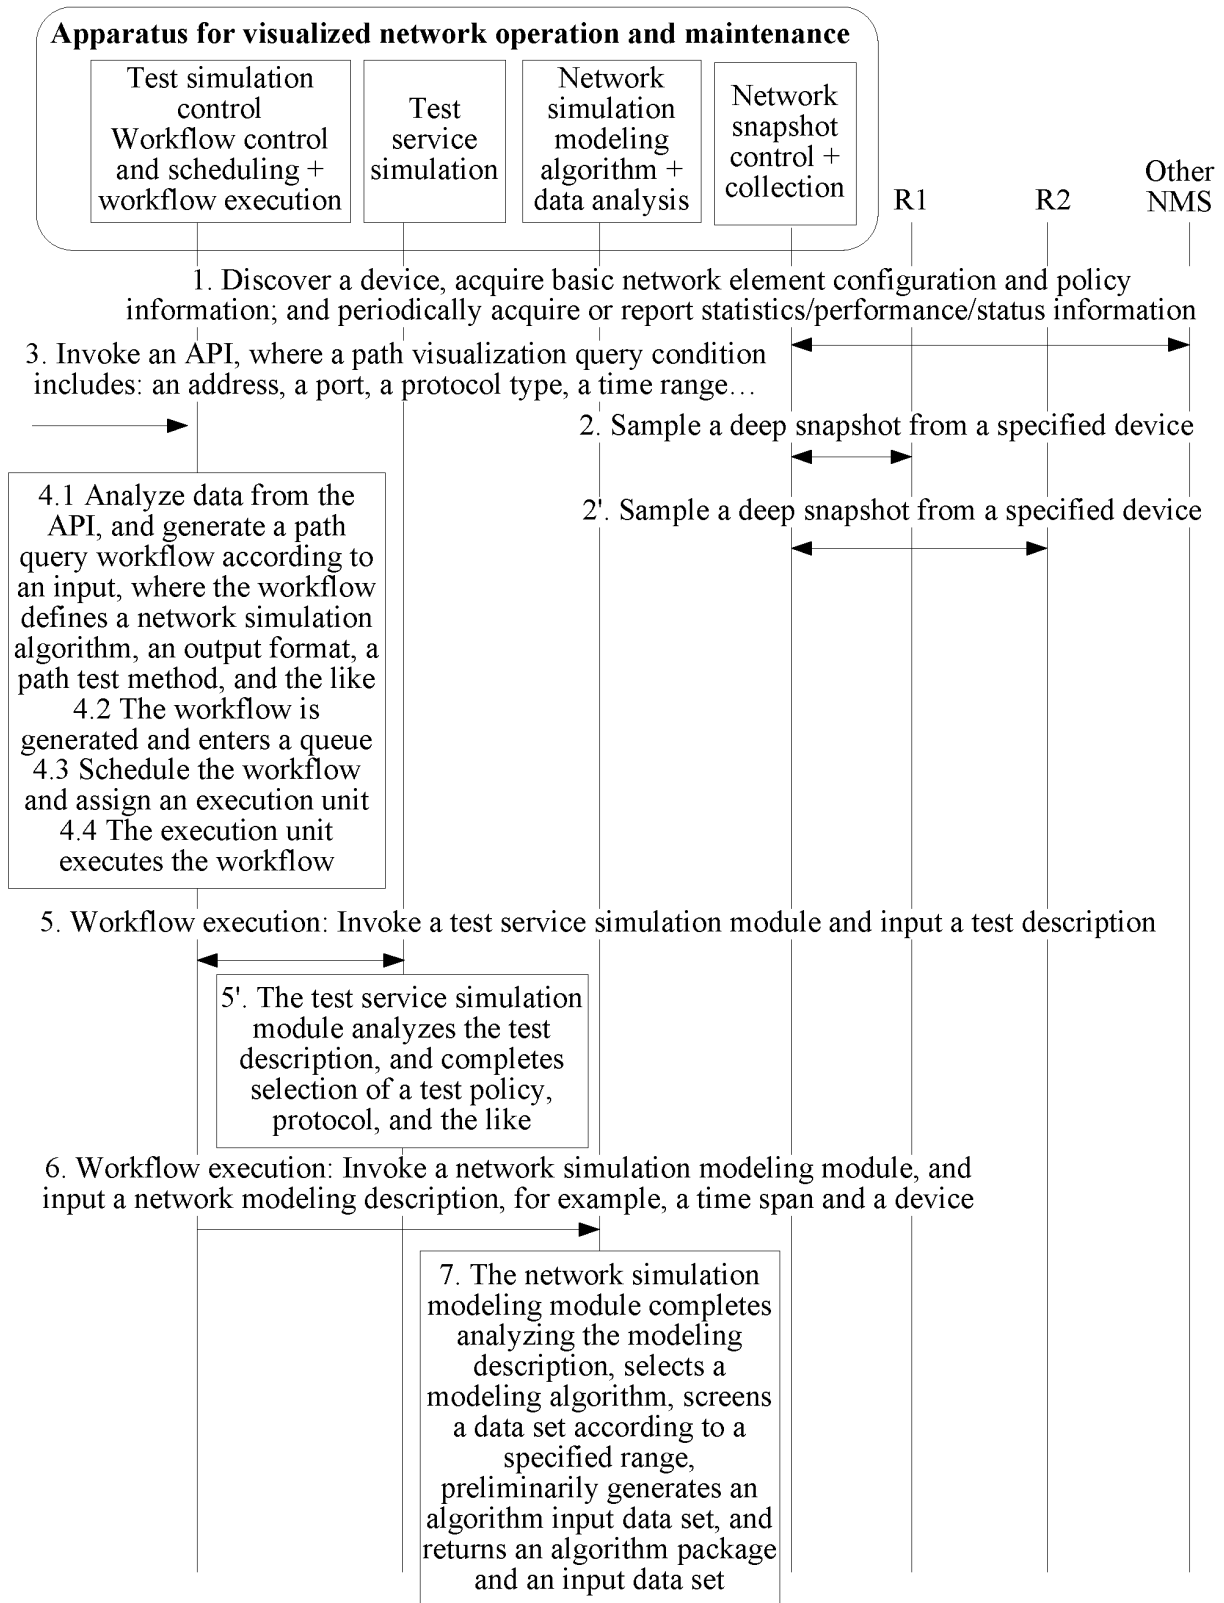 Apparatus for visualized network operation and maintenance
Test simulation
control
Workflow control
and scheduling +
workflow execution
Test
service
simulation
Network
simulation
modeling
algorithm +
data analysis
Network
snapshot
control +
collection
R1
R2
Other
NMS
1. Discover a device, acquire basic network element configuration and policy
information; and periodically acquire or report statistics/performance/status information
3. Invoke an API, where a path visualization query condition
includes: an address, a port, a protocol type, a time range…
2. Sample a deep snapshot from a specified device
2'. Sample a deep snapshot from a specified device
4.1 Analyze data from the
API, and generate a path
query workflow according to
an input, where the workflow
defines a network simulation
algorithm, an output format, a
path test method, and the like
4.2 The workflow is
generated and enters a queue
4.3 Schedule the workflow
and assign an execution unit
4.4 The execution unit
executes the workflow
5. Workflow execution: Invoke a test service simulation module and input a test description
5'. The test service simulation
module analyzes the test
description, and completes
selection of a test policy,
protocol, and the like
6. Workflow execution: Invoke a network simulation modeling module, and
input a network modeling description, for example, a time span and a device
7. The network simulation
modeling module completes
analyzing the modeling
description, selects a
modeling algorithm, screens
a data set according to a
specified range,
preliminarily generates an
algorithm input data set, and
returns an algorithm package
and an input data set